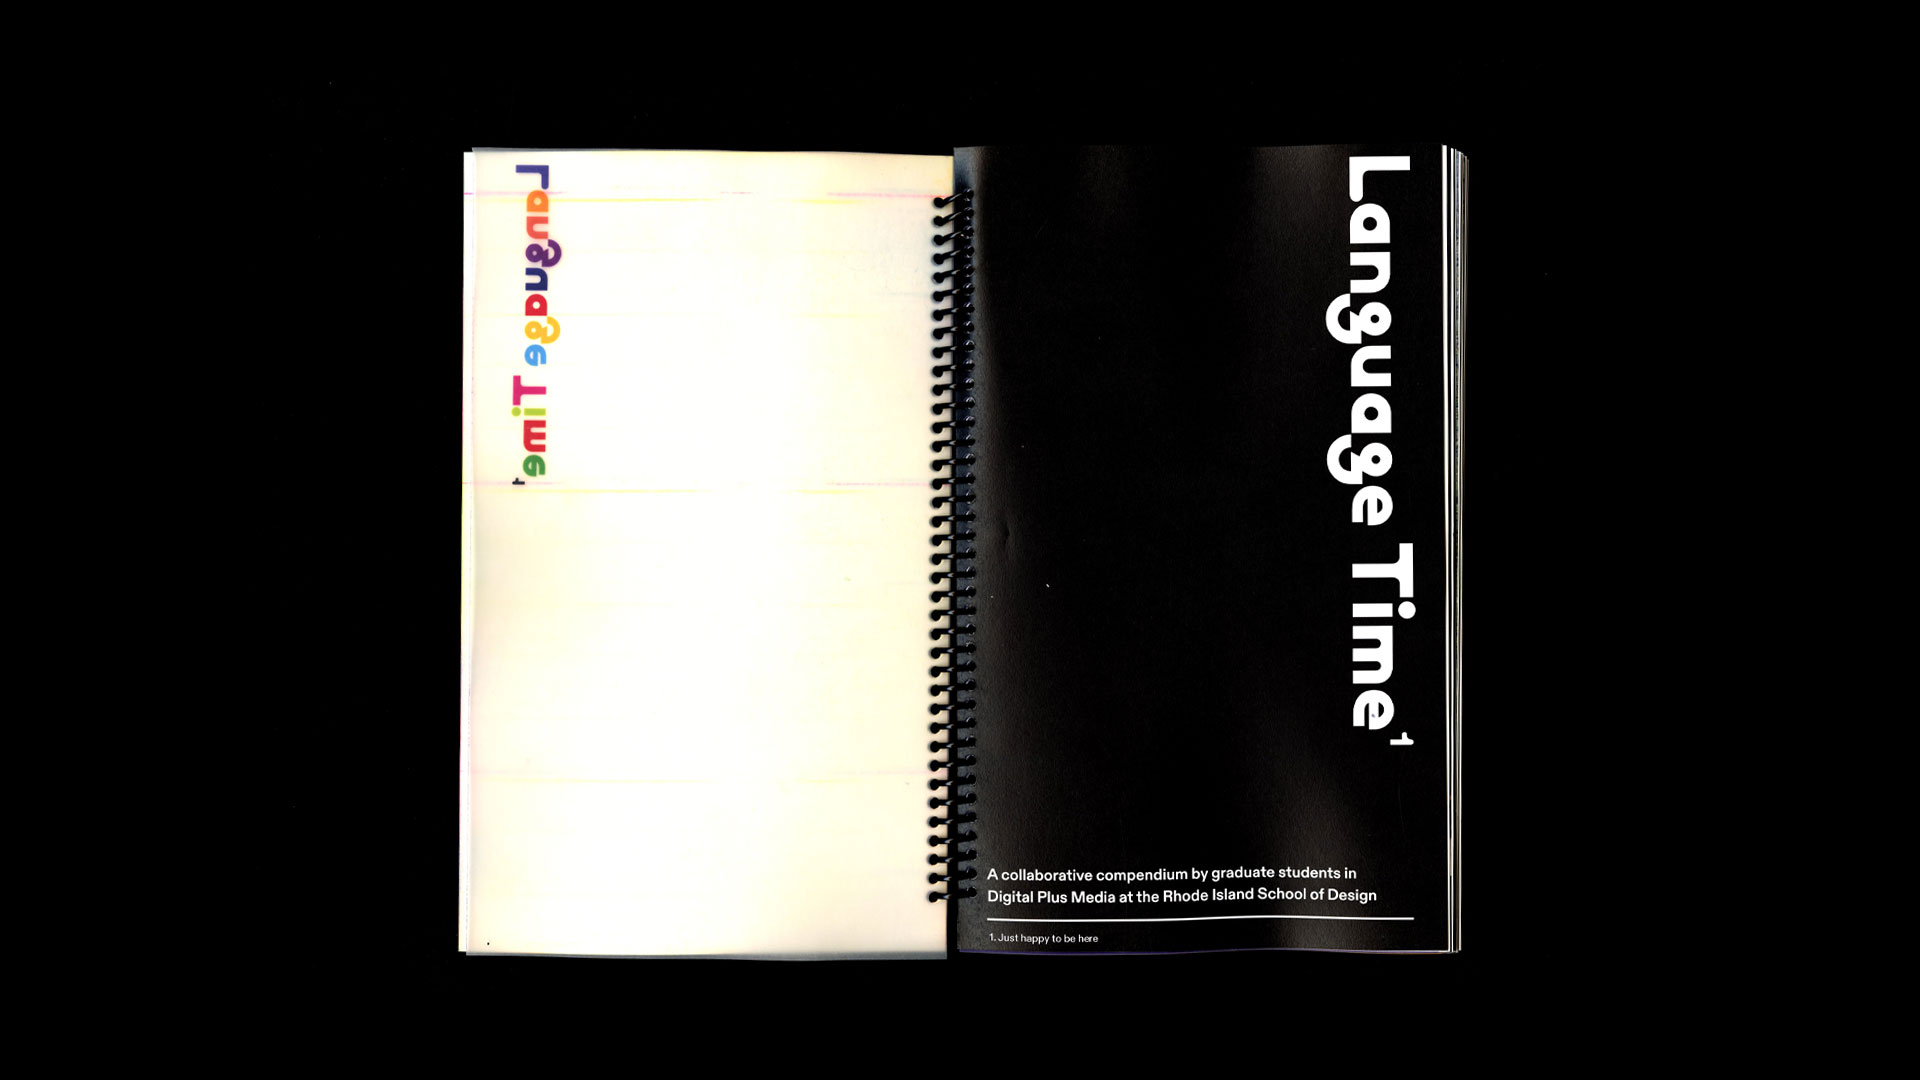 Language Time¹
Language Time¹
A collaborative compendium by graduate students in
Digital Plus Media at the Rhode Island School of Design
1. Just happy to be here